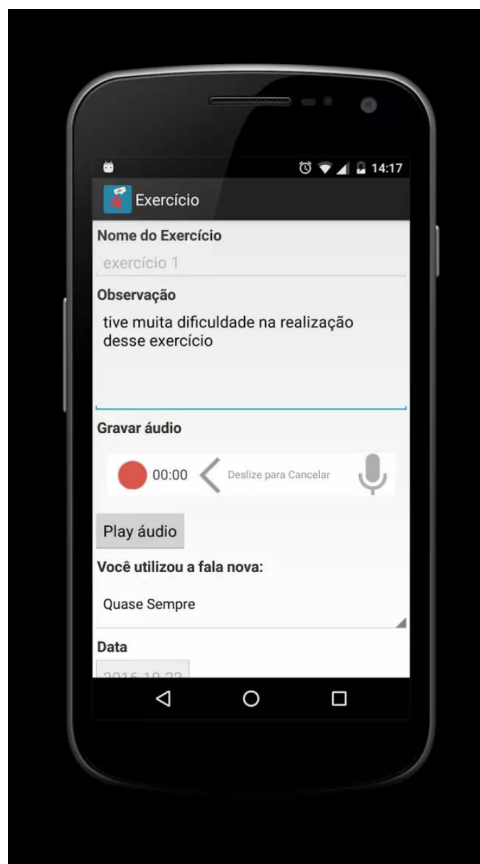 14:17
Exercício
Nome do Exercício
exercício 1
Observação
tive muita dificuldade na realização
desse exercício
Gravar áudio
00:00 Deslize para Cancelar
Play áudio
Você utilizou a fala nova:
Quase Sempre
Data